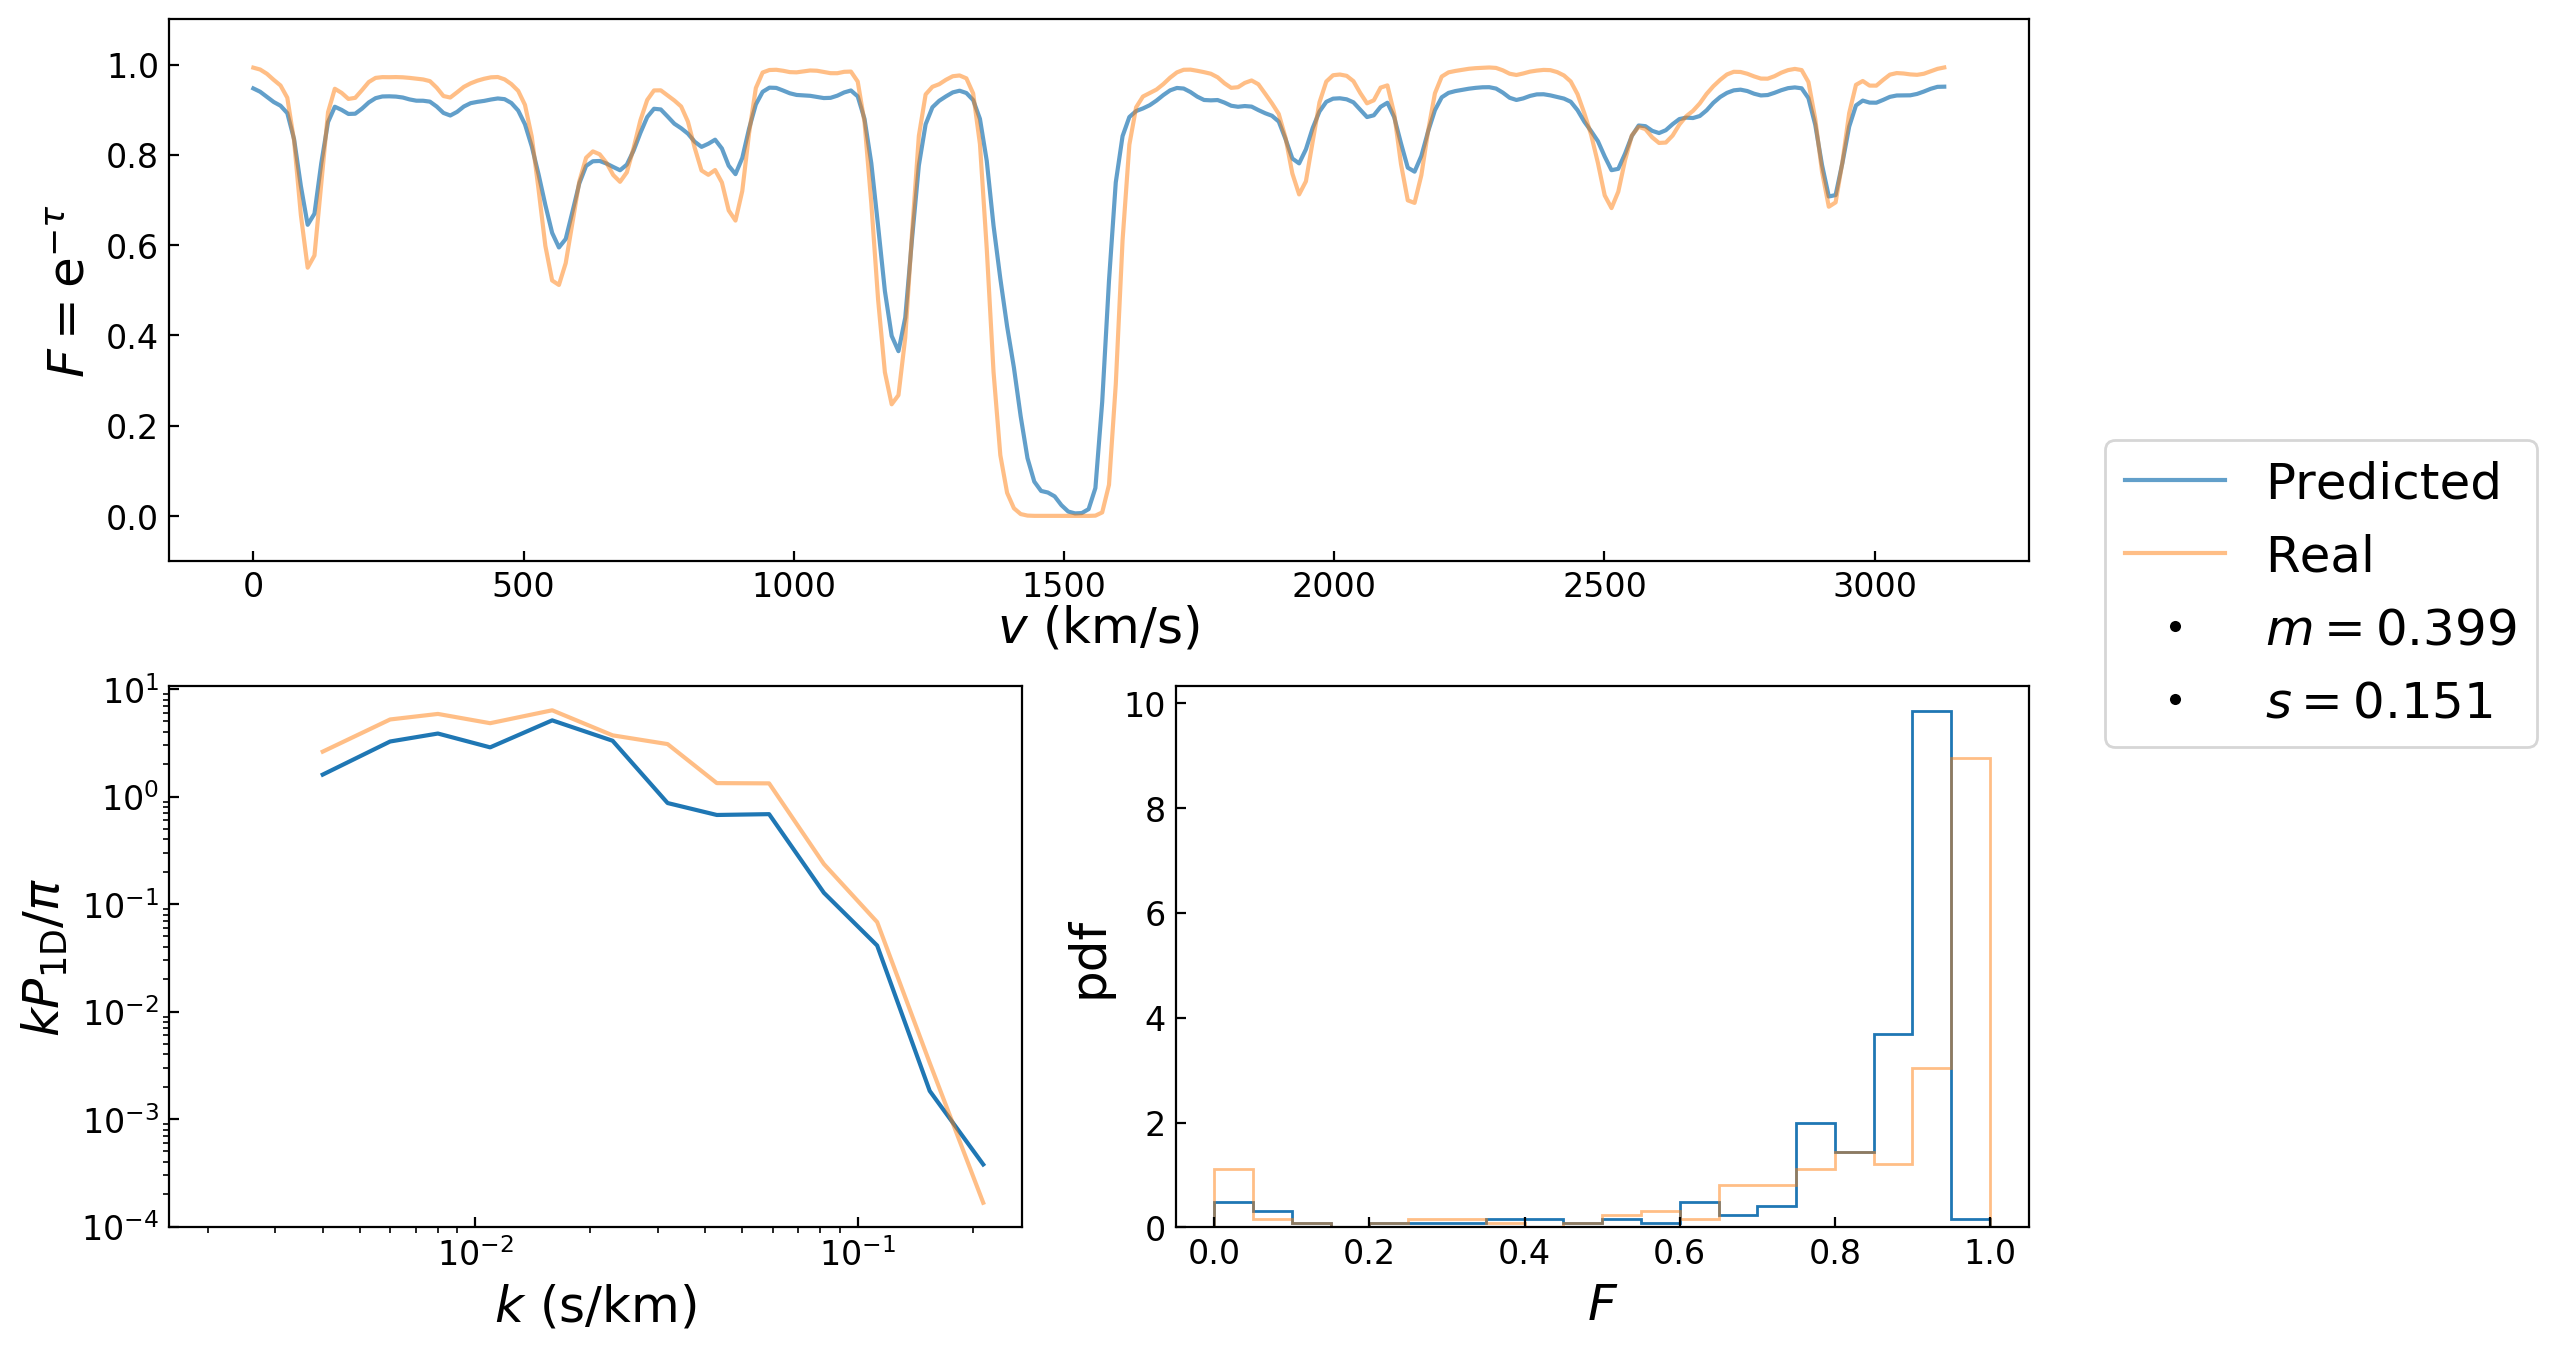 F = e^{-τ}
1.0
0.8
0.6
0.4
0.2
0.0
0 500 1000 1500 2000 2500 3000
v (km/s)
Predicted
Real
m = 0.399
s = 0.151
kP_{1D}/π
10^1
10^0
10^{-1}
10^{-2}
10^{-3}
10^{-4}
10^{-2} 10^{-1}
k (s/km)
pdf
10
8
6
4
2
0
0.0 0.2 0.4 0.6 0.8 1.0
F